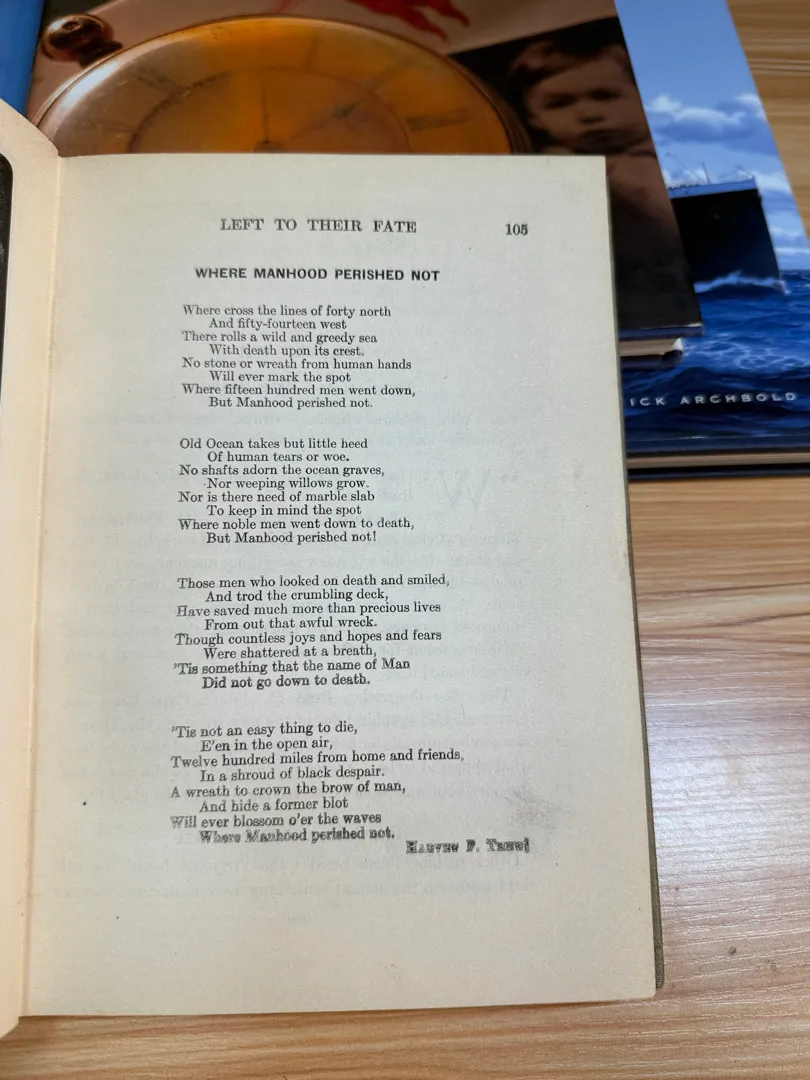 LEFT TO THEIR FATE 105
WHERE MANHOOD PERISHED NOT
Where cross the lines of forty north
And fifty-fourteen west
There rolls a wild and greedy sea
With death upon its crest.
No stone or wreath from human hands
Will ever mark the spot
Where fifteen hundred men went down,
But Manhood perished not.
Old Ocean takes but little heed
Of human tears or woe.
No shafts adorn the ocean graves,
Nor weeping willows grow.
Nor is there need of marble slab
To keep in mind the spot
Where noble men went down to death,
But Manhood perished not!
Those men who looked on death and smiled,
And trod the crumbling deck,
Have saved much more than precious lives
From out that awful wreck.
Though countless joys and hopes and fears
Were shattered at a breath,
'Tis something that the name of Man
Did not go down to death.
'Tis not an easy thing to die,
E'en in the open air,
Twelve hundred miles from home and friends,
In a shroud of black despair.
A wreath to crown the brow of man,
And hide a former blot
Will ever blossom o'er the waves
Where Manhood perished not.
P.
ICK ARCHBOLD